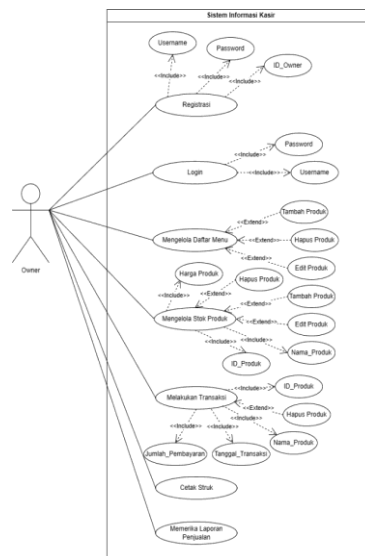 Sistem Informasi Kasir
Username
Password
ID_Owner
<<Include>>
<<Include>>
<<Include>>
Registrasi
Password
<<Include>>
Login
<<Include>>
Username
Tambah Produk
<<Extend>>
Mengelola Daftar Menu
<<Extend>>
Hapus Produk
<<Extend>>
Edit Produk
Owner
Harga Produk
Hapus Produk
<<Include>>
<<Extend>>
Tambah Produk
<<Extend>>
Mengelola Stok Produk
<<Extend>>
Edit Produk
<<Include>>
<<Include>>
Nama_Produk
ID_Produk
Melakukan Transaksi
<<Include>>
ID_Produk
<<Extend>>
Hapus Produk
<<Include>>
<<Include>>
<<Include>>
Nama_Produk
Jumlah_Pembayaran
Tanggal_Transaksi
Cetak Struk
Memerika Laporan
Penjualan